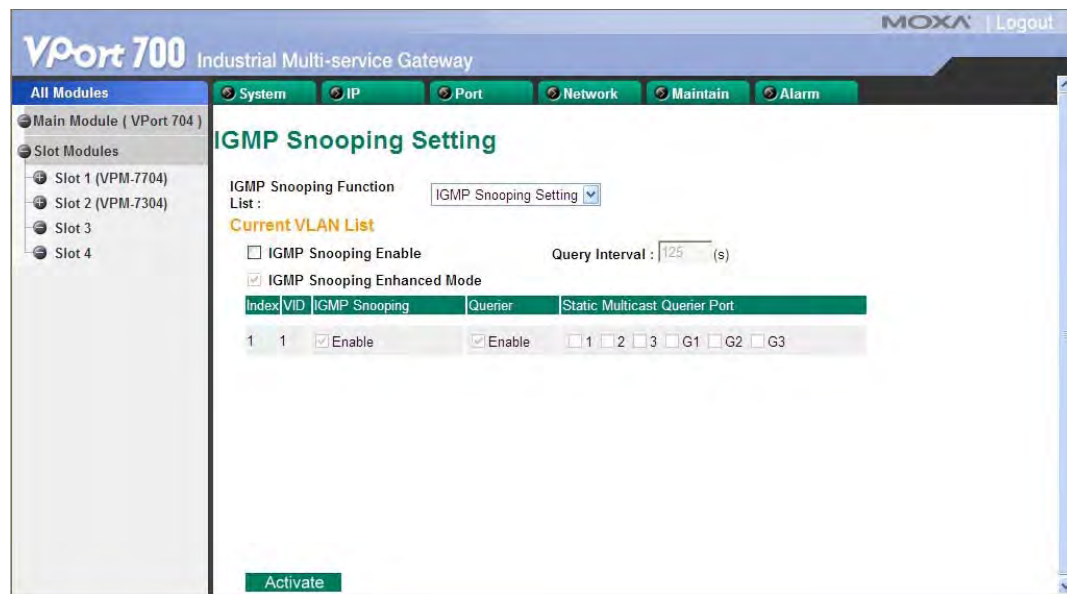 MOXA | Logout
VPort 700 Industrial Multi-service Gateway
All Modules
System IP Port Network Maintain Alarm
Main Module ( VPort 704 )
Slot Modules
Slot 1 (VPM-7704)
Slot 2 (VPM-7304)
Slot 3
Slot 4
IGMP Snooping Setting
IGMP Snooping Function
List :
IGMP Snooping Setting
Current VLAN List
IGMP Snooping Enable Query Interval : 125 (s)
IGMP Snooping Enhanced Mode
Index VID IGMP Snooping Querier Static Multicast Querier Port
1 1 Enable Enable 1 2 3 G1 G2 G3
Activate